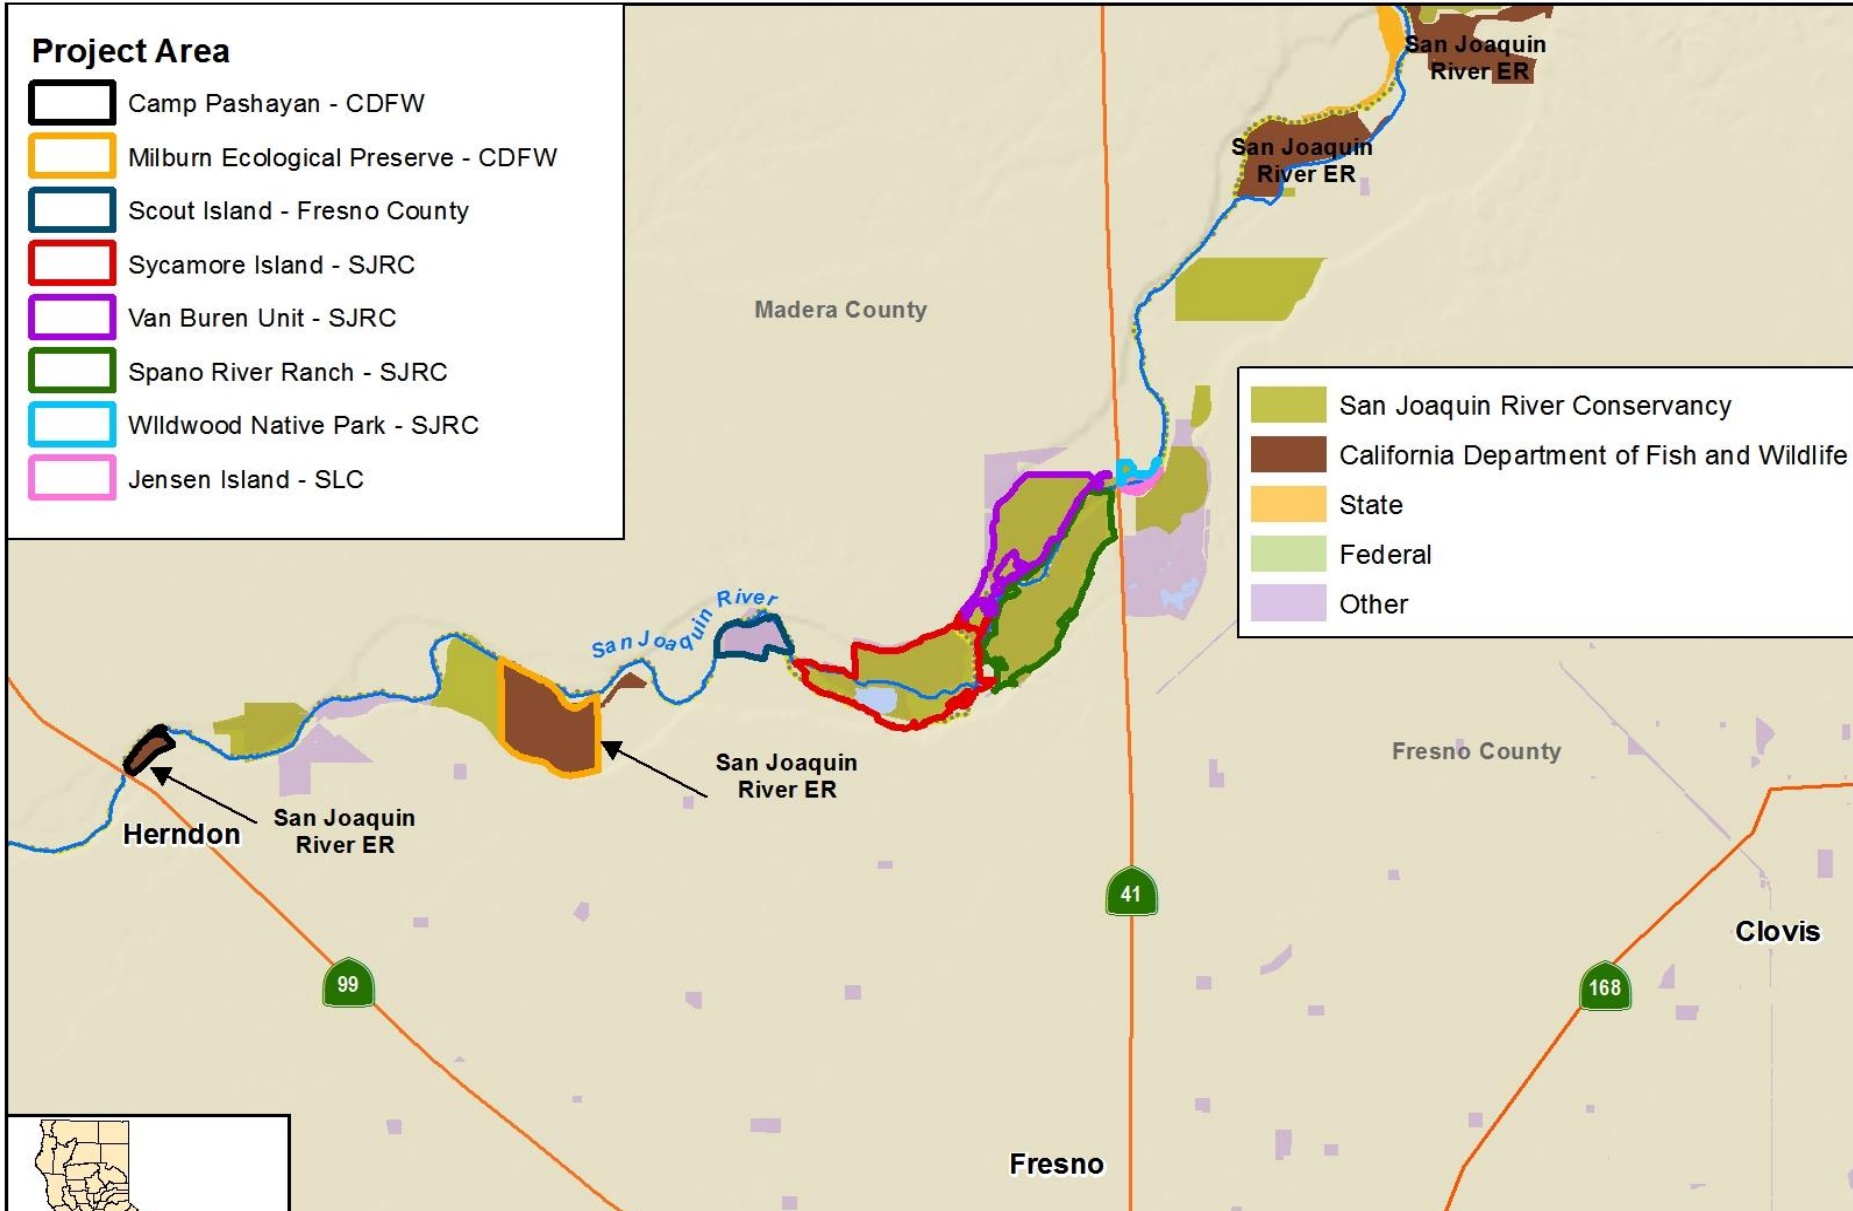 Project Area
Camp Pashayan - CDFW
Milburn Ecological Preserve - CDFW
Scout Island - Fresno County
Sycamore Island - SJRC
Van Buren Unit - SJRC
Spano River Ranch - SJRC
WIldwood Native Park - SJRC
Jensen Island - SLC
San Joaquin
River ER
San Joaquin
River ER
Madera County
San Joaquin River Conservancy
California Department of Fish and Wildlife
State
Federal
Other
San Joaquin River
San Joaquin
River ER
Fresno County
San Joaquin
River ER
Herndon
41
Clovis
99
168
Fresno